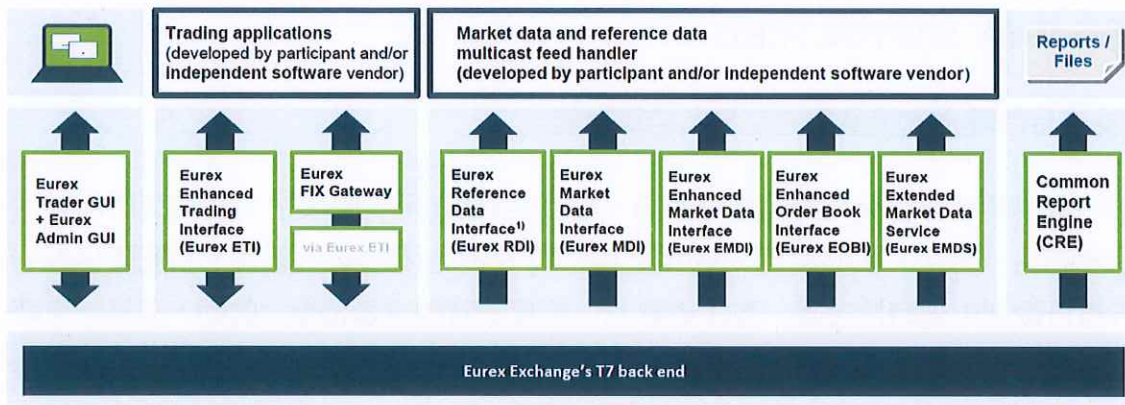 Trading applications
(developed by participant and/or
independent software vendor)
Market data and reference data
multicast feed handler
(developed by participant and/or independent software vendor)
Reports /
Files
Eurex
Trader GUI
+ Eurex
Admin GUI
Eurex
Enhanced
Trading
Interface
(Eurex ETI)
Eurex
FIX Gateway
via Eurex ETI
Eurex
Reference
Data
Interface¹⁾
(Eurex RDI)
Eurex
Market
Data
Interface
(Eurex MDI)
Eurex
Enhanced
Market Data
Interface
(Eurex EMDI)
Eurex
Enhanced
Order Book
Interface
(Eurex EOBI)
Eurex
Extended
Market Data
Service
(Eurex EMDS)
Common
Report
Engine
(CRE)
Eurex Exchange's T7 back end